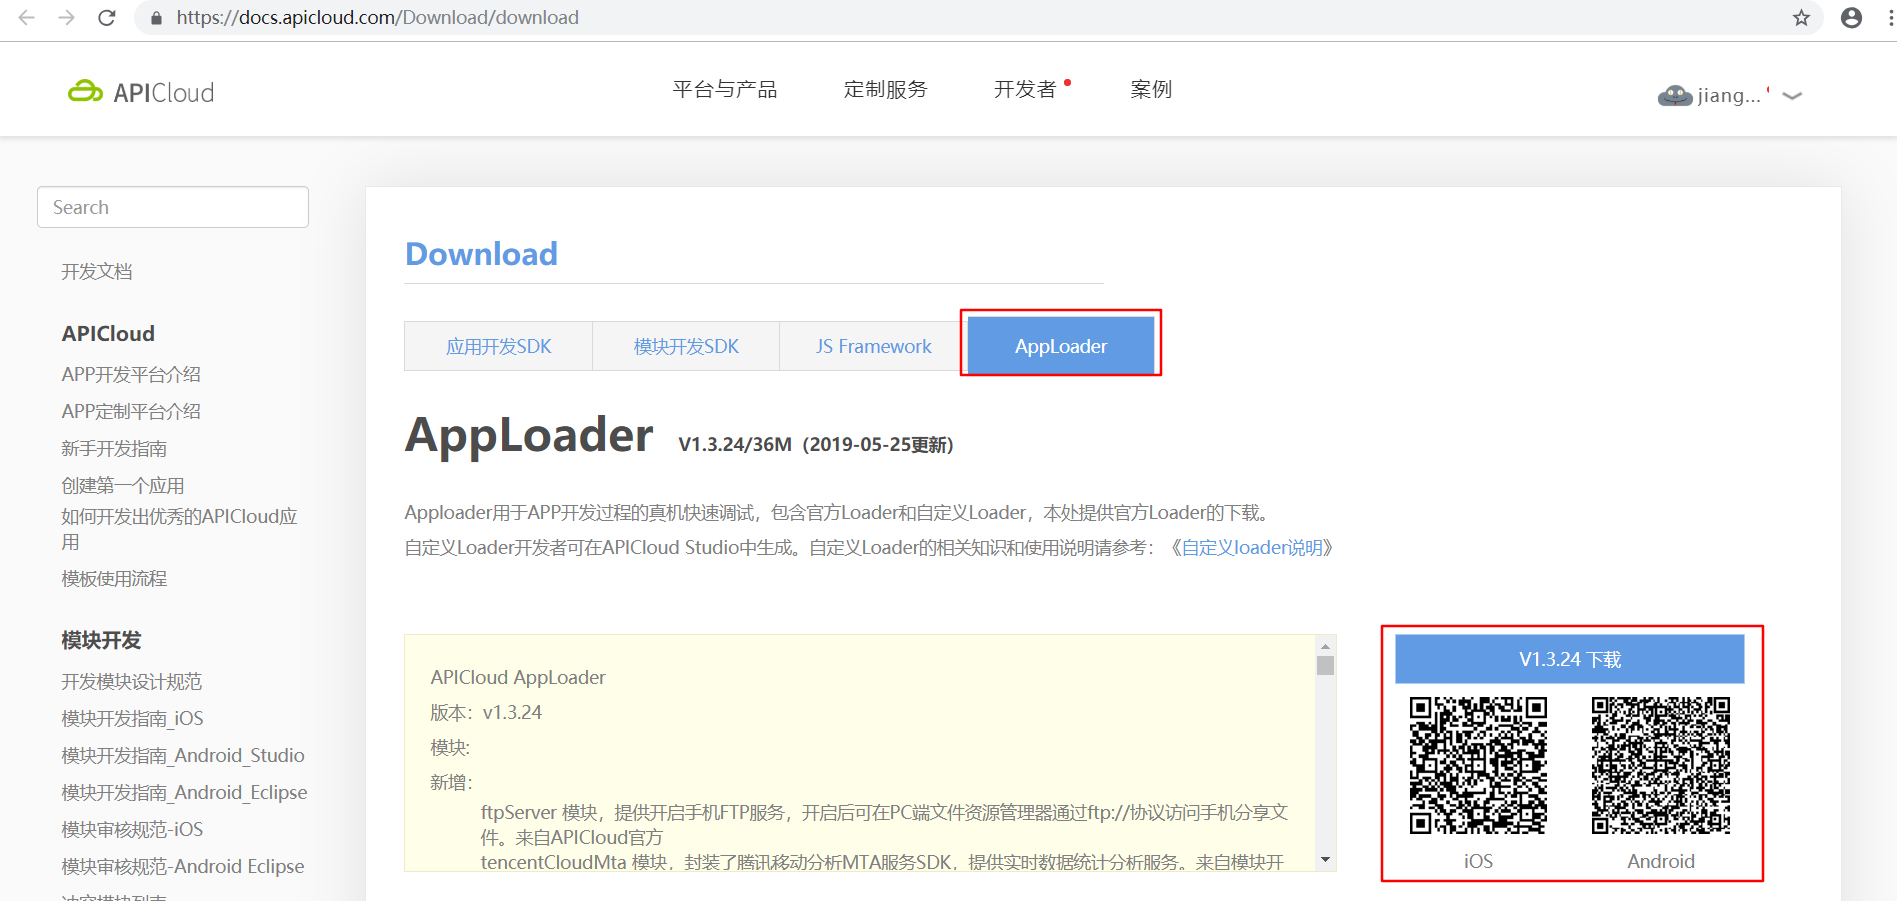 https://docs.apicloud.com/Download/download
APICloud
平台与产品
定制服务
开发者
案例
jiang...
Search
开发文档
APICloud
APP开发平台介绍
APP定制平台介绍
新手开发指南
创建第一个应用
如何开发出优秀的APICloud应
用
模板使用流程
模块开发
开发模块设计规范
模块开发指南_iOS
模块开发指南_Android_Studio
模块开发指南_Android_Eclipse
模块审核规范-iOS
模块审核规范-Android Eclipse
Download
应用开发SDK
模块开发SDK
JS Framework
AppLoader
AppLoader V1.3.24/36M（2019-05-25更新)
Apploader用于APP开发过程的真机快速调试，包含官方Loader和自定义Loader，本处提供官方Loader的下载。
自定义Loader开发者可在APICloud Studio中生成。自定义Loader的相关知识和使用说明请参考：《自定义loader说明》
APICloud AppLoader
版本：v1.3.24
模块:
新增：
ftpServer 模块，提供开启手机FTP服务，开启后可在PC端文件资源管理器通过ftp://协议访问手机分享文
件。来自APICloud官方
tencentCloudMta 模块，封装了腾讯移动分析MTA服务SDK，提供实时数据统计分析服务。来自模块开
V1.3.24 下载
iOS
Android